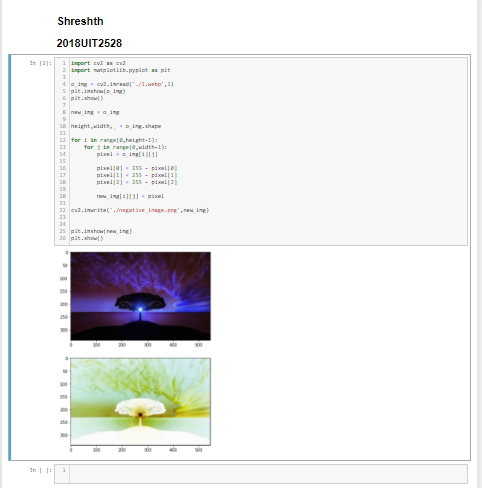 Shreshth
2018UIT2528
In [2]:
1 import cv2 as cv2
2 import matplotlib.pyplot as plt
3
4 o_img = cv2.imread('./1.webp',1)
5 plt.imshow(o_img)
6 plt.show()
7
8 new_img = o_img
9
10 height,width,_ = o_img.shape
11
12 for i in range(0,height-1):
13 for j in range(0,width-1):
14 pixel = o_img[i][j]
15
16 pixel[0] = 255 - pixel[0]
17 pixel[1] = 255 - pixel[1]
18 pixel[2] = 255 - pixel[2]
19
20 new_img[i][j] = pixel
21
22 cv2.imwrite('./negative_image.png',new_img)
23
24
25 plt.imshow(new_img)
26 plt.show()
0
50
100
150
200
250
300
0 100 200 300 400 500
0
50
100
150
200
250
300
0 100 200 300 400 500
In [ ]:
1